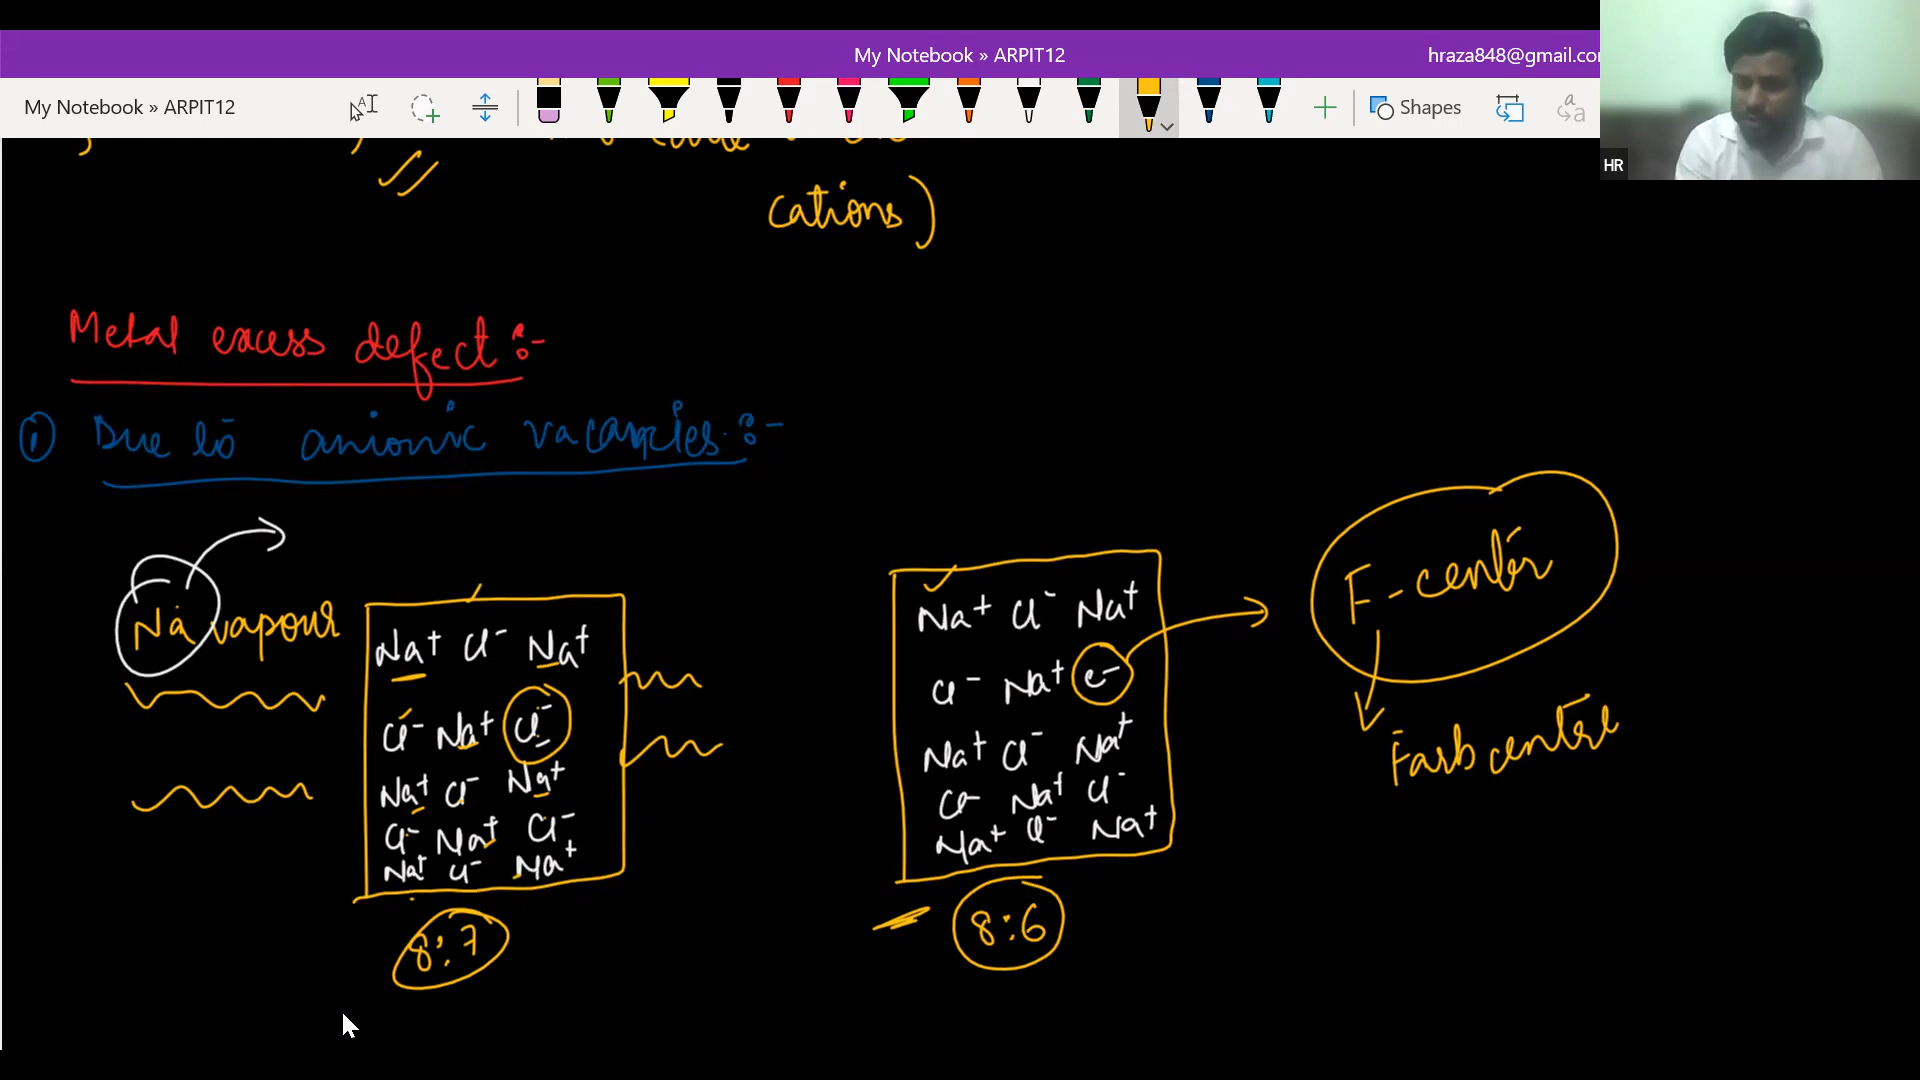 My Notebook » ARPIT12
hraza848@gmail.co
My Notebook » ARPIT12
Shapes
HR
cations)
Metal excess defect :-
① Due to anionic vacancies :-
Na vapour
Na+ Cl- Na+
Cl- Na+ Cl-
Na+ Cl- Na+
Cl- Na+ Cl-
Na+ Cl- Na+
8:7
Na+ Cl- Na+
Cl- Na+ e-
Na+ Cl- Na+
Cl- Na+ Cl-
Na+ Cl- Na+
8:6
F-center
Farb centre